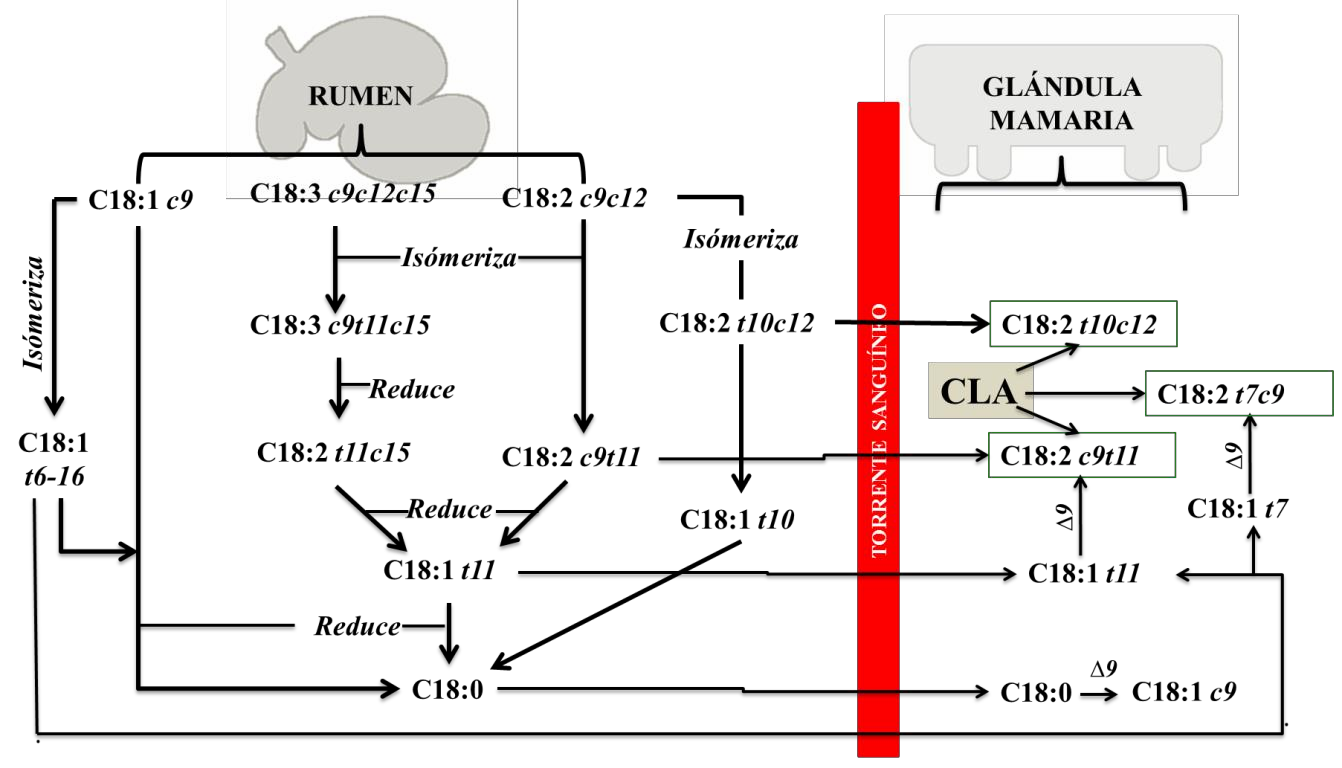 RUMEN
GLÁNDULA
MAMARIA
C18:1 c9
C18:3 c9c12c15
C18:2 c9c12
Isómeriza
Isómeriza
Isómeriza
C18:3 c9t11c15
C18:2 t10c12
TORRENTE SANGUÍNEO
C18:2 t10c12
Reduce
CLA
C18:2 t7c9
C18:1
t6-16
C18:2 t11c15
C18:2 c9t11
C18:2 c9t11
Δ9
Δ9
Reduce
C18:1 t10
C18:1 t7
C18:1 t11
C18:1 t11
Reduce
C18:0
C18:0
Δ9
C18:1 c9